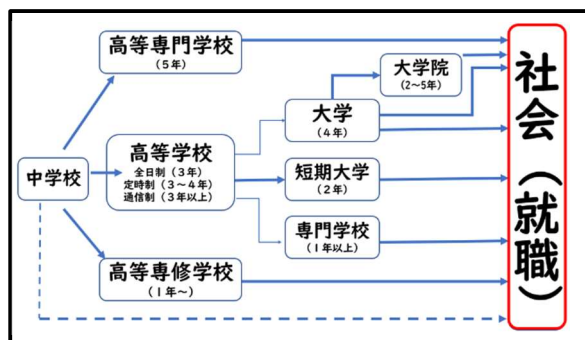 高等専門学校
（５年）
大学院
（２～５年）
大学
（４年）
高等学校
全日制（３年）
定時制（３～４年）
通信制（３年以上）
中学校
短期大学
（２年）
専門学校
（１年以上）
高等専修学校
（１年～）
社会（就職）